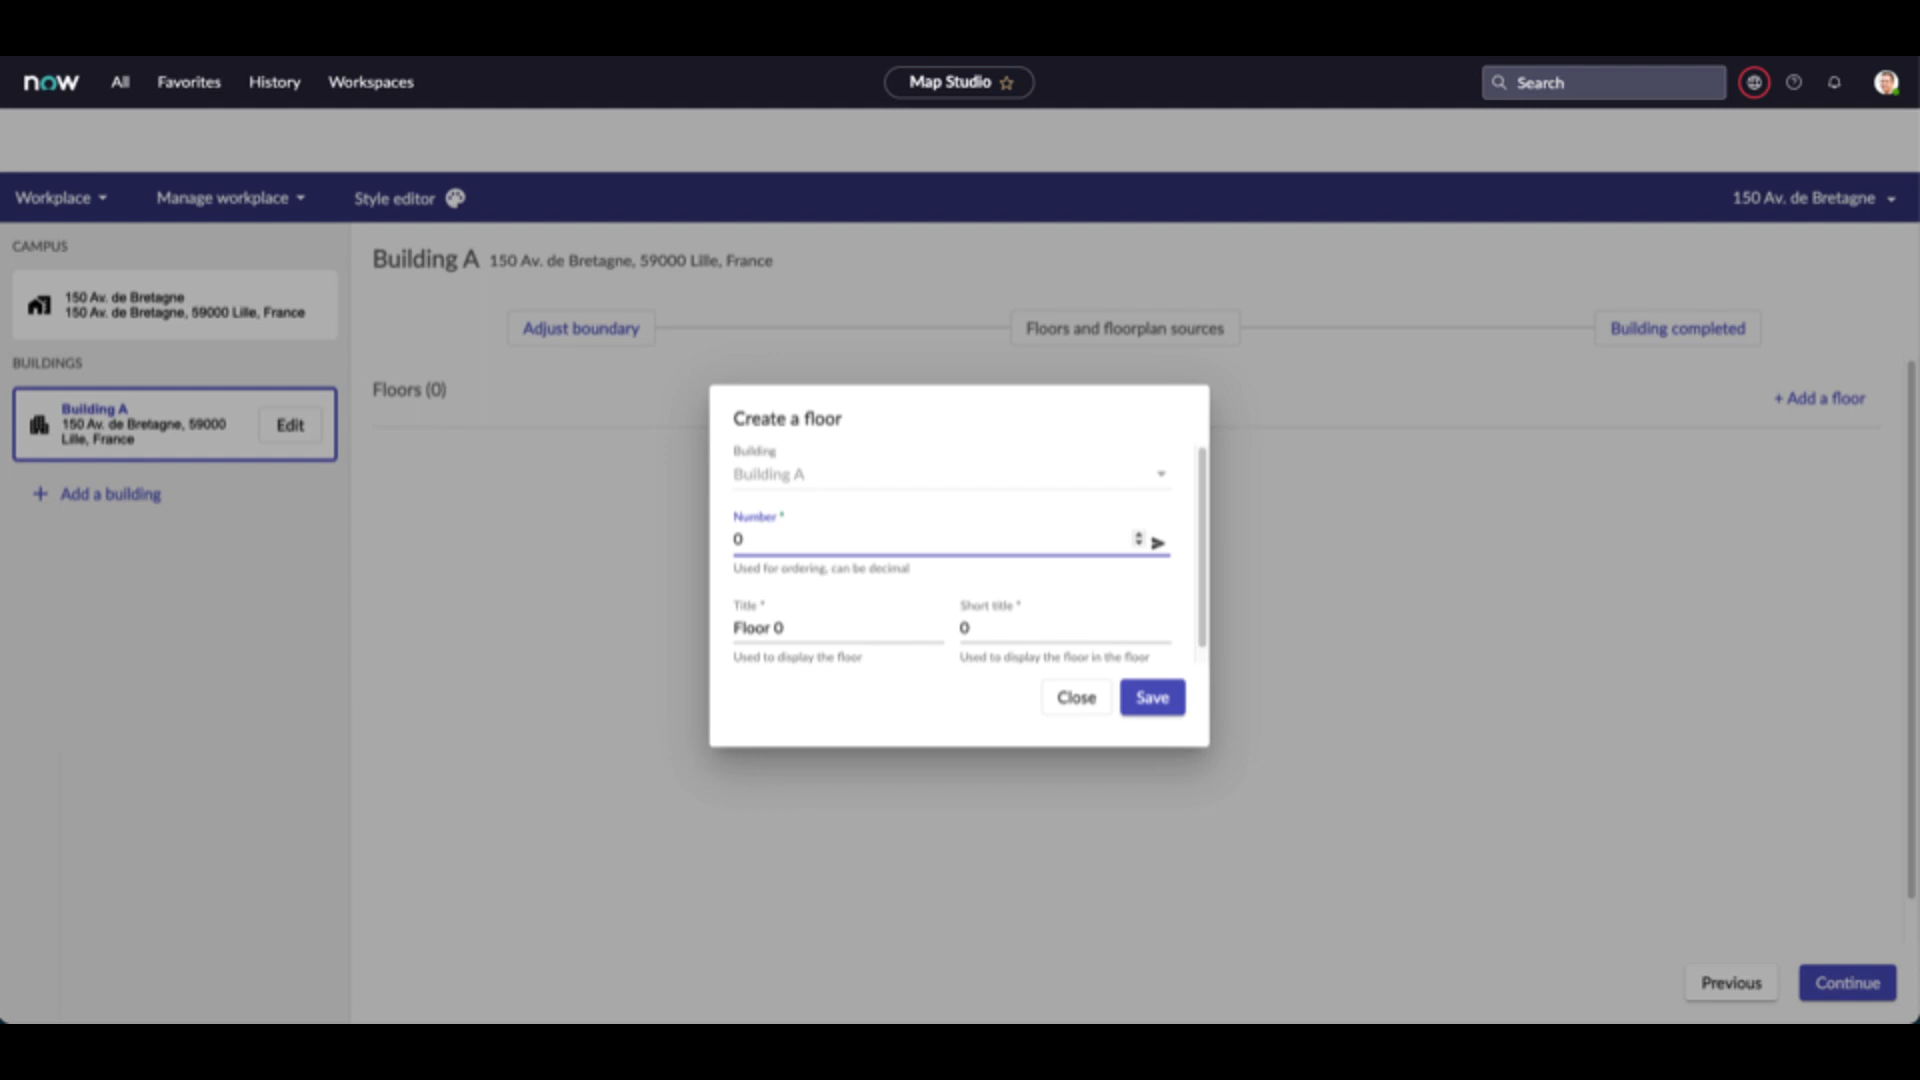 now All Favorites History Workspaces Map Studio Search
Workplace Manage workplace Style editor 150 Av. de Bretagne
CAMPUS
150 Av. de Bretagne
150 Av. de Bretagne, 59000 Lille, France
BUILDINGS
Building A
150 Av. de Bretagne, 59000
Lille, France
Edit
+ Add a building
Building A 150 Av. de Bretagne, 59000 Lille, France
Adjust boundary Floors and floorplan sources Building completed
Floors (0)
+ Add a floor
Create a floor
Building
Building A
Number *
0
Used for ordering, can be decimal
Title * Short title *
Floor 0 0
Used to display the floor Used to display the floor in the floor
Close Save
Previous Continue